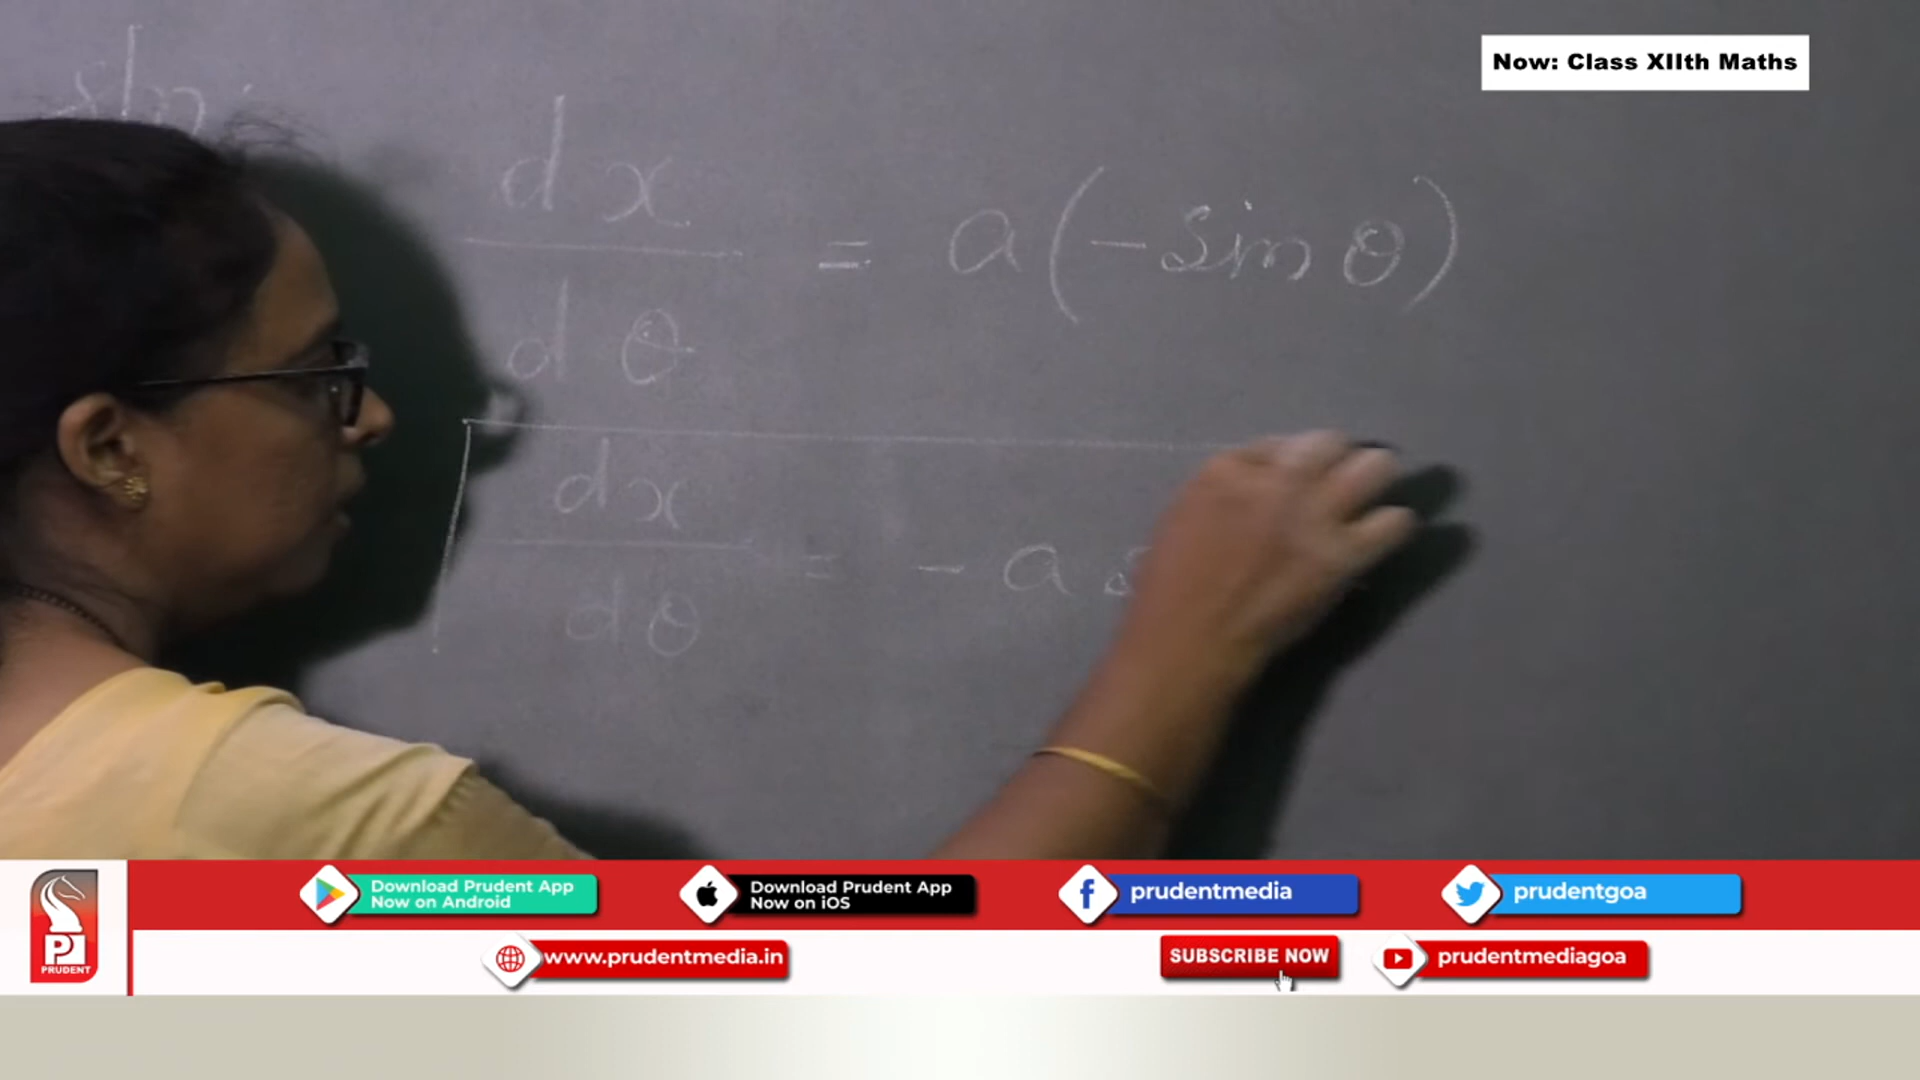 Now: Class XIIth Maths
soln:
dx/dθ = a(-sin θ)
dx/dθ = - a
Download Prudent App
Now on Android
Download Prudent App
Now on iOS
prudentmedia
prudentgoa
PRUDENT
www.prudentmedia.in
SUBSCRIBE NOW
prudentmediagoa